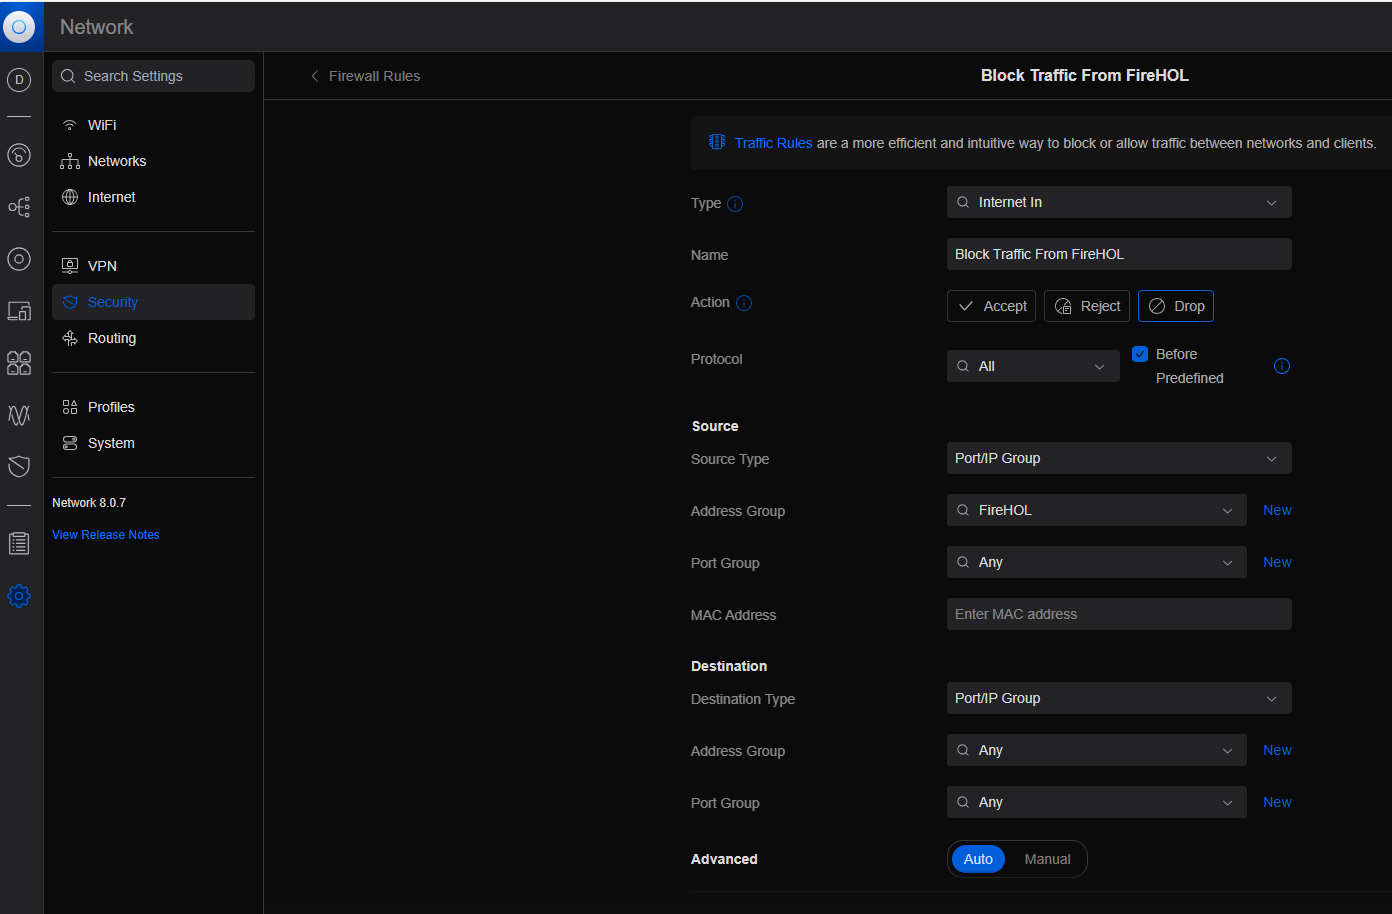 Network
D
Search Settings
WiFi
Networks
Internet
VPN
Security
Routing
Profiles
System
Network 8.0.7
View Release Notes
Firewall Rules
Block Traffic From FireHOL
Traffic Rules are a more efficient and intuitive way to block or allow traffic between networks and clients.
Type
Internet In
Name
Block Traffic From FireHOL
Action
Accept
Reject
Drop
Protocol
All
Before
Predefined
Source
Source Type
Port/IP Group
Address Group
FireHOL
New
Port Group
Any
New
MAC Address
Enter MAC address
Destination
Destination Type
Port/IP Group
Address Group
Any
New
Port Group
Any
New
Advanced
Auto
Manual